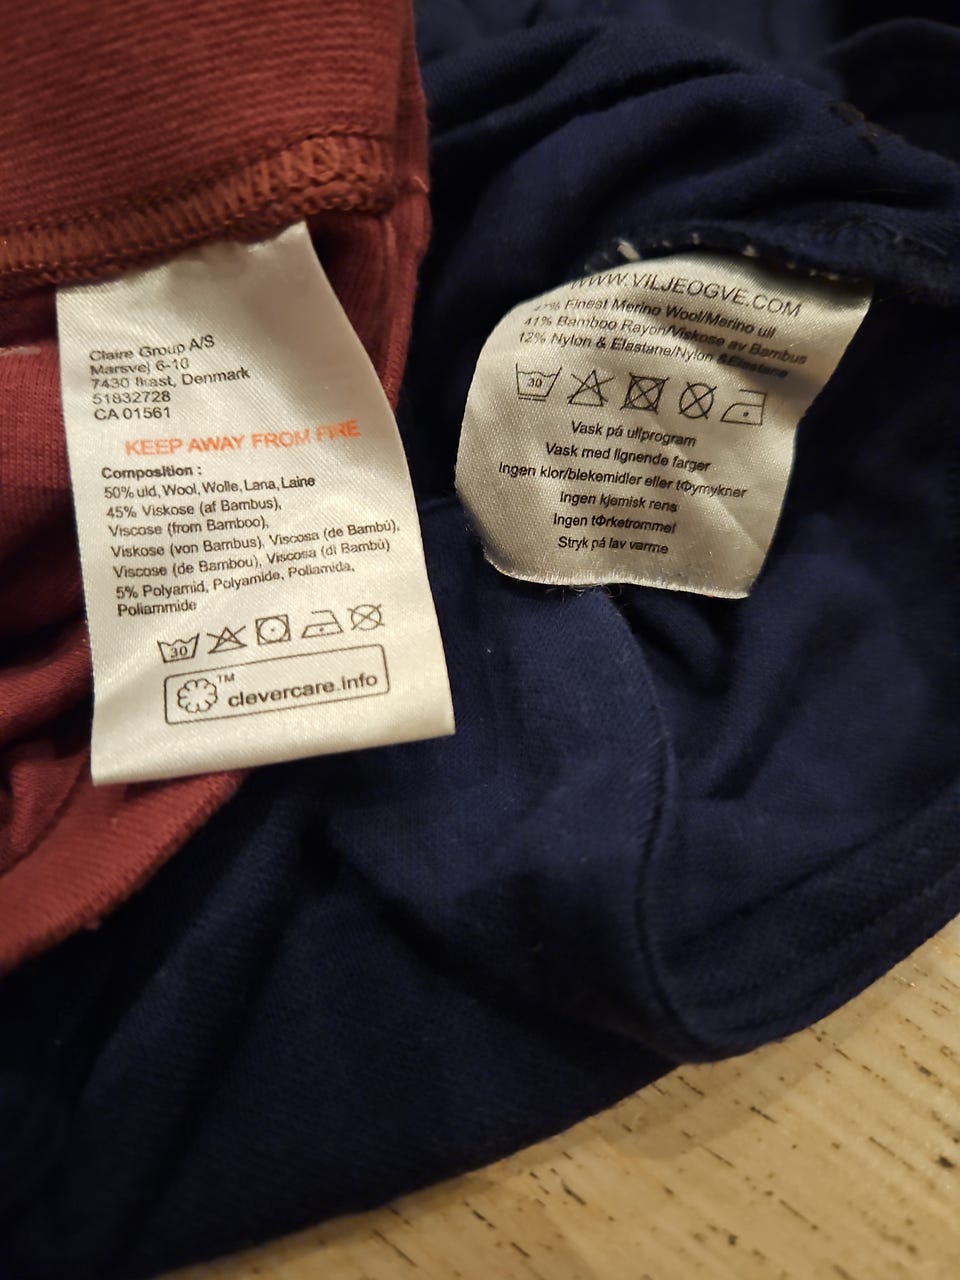 Claire Group A/S
Marsvej 6-10
7430 Ikast, Denmark
51832728
CA 01561
KEEP AWAY FROM FIRE
Composition :
50% uld, Wool, Wolle, Lana, Laine
45% Viskose (af Bambus),
Viscose (from Bamboo),
Viskose (von Bambus), Viscosa (de Bambú),
Viscose (de Bambou), Viscosa (di Bambù)
5% Polyamid, Polyamide, Poliamida,
Poliammide
30
TM
clevercare.info
WWW.VILJEOGVE.COM
47% Finest Merino Wool/Merino ull
41% Bamboo Rayon/Viskose av Bambus
12% Nylon & Elastane/Nylon &Elastane
30
Vask på ullprogram
Vask med lignende farger
Ingen klor/blekemidler eller tΦymykner
Ingen kjemisk rens
Ingen tΦrketrommel
Stryk på lav varme